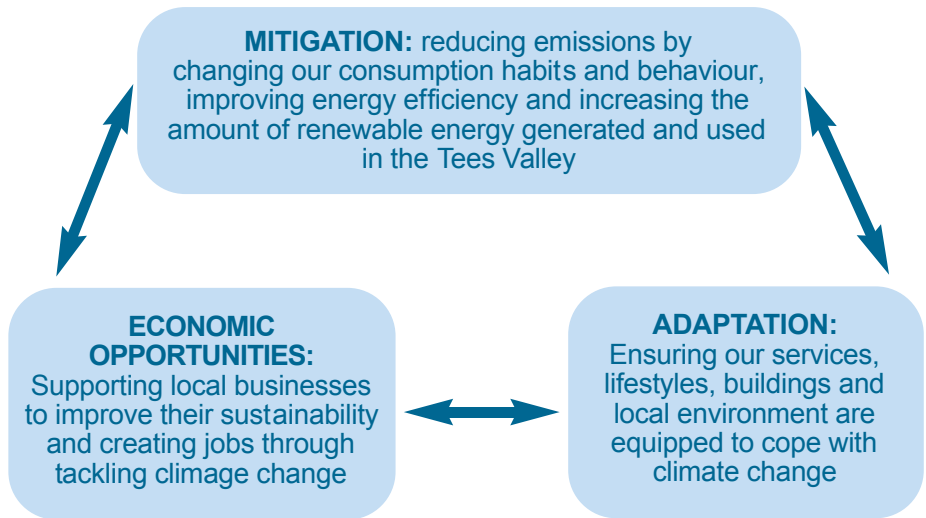 MITIGATION: reducing emissions by
changing our consumption habits and behaviour,
improving energy efficiency and increasing the
amount of renewable energy generated and used
in the Tees Valley
ECONOMIC
OPPORTUNITIES:
Supporting local businesses
to improve their sustainability
and creating jobs through
tackling climage change
ADAPTATION:
Ensuring our services,
lifestyles, buildings and
local environment are
equipped to cope with
climate change